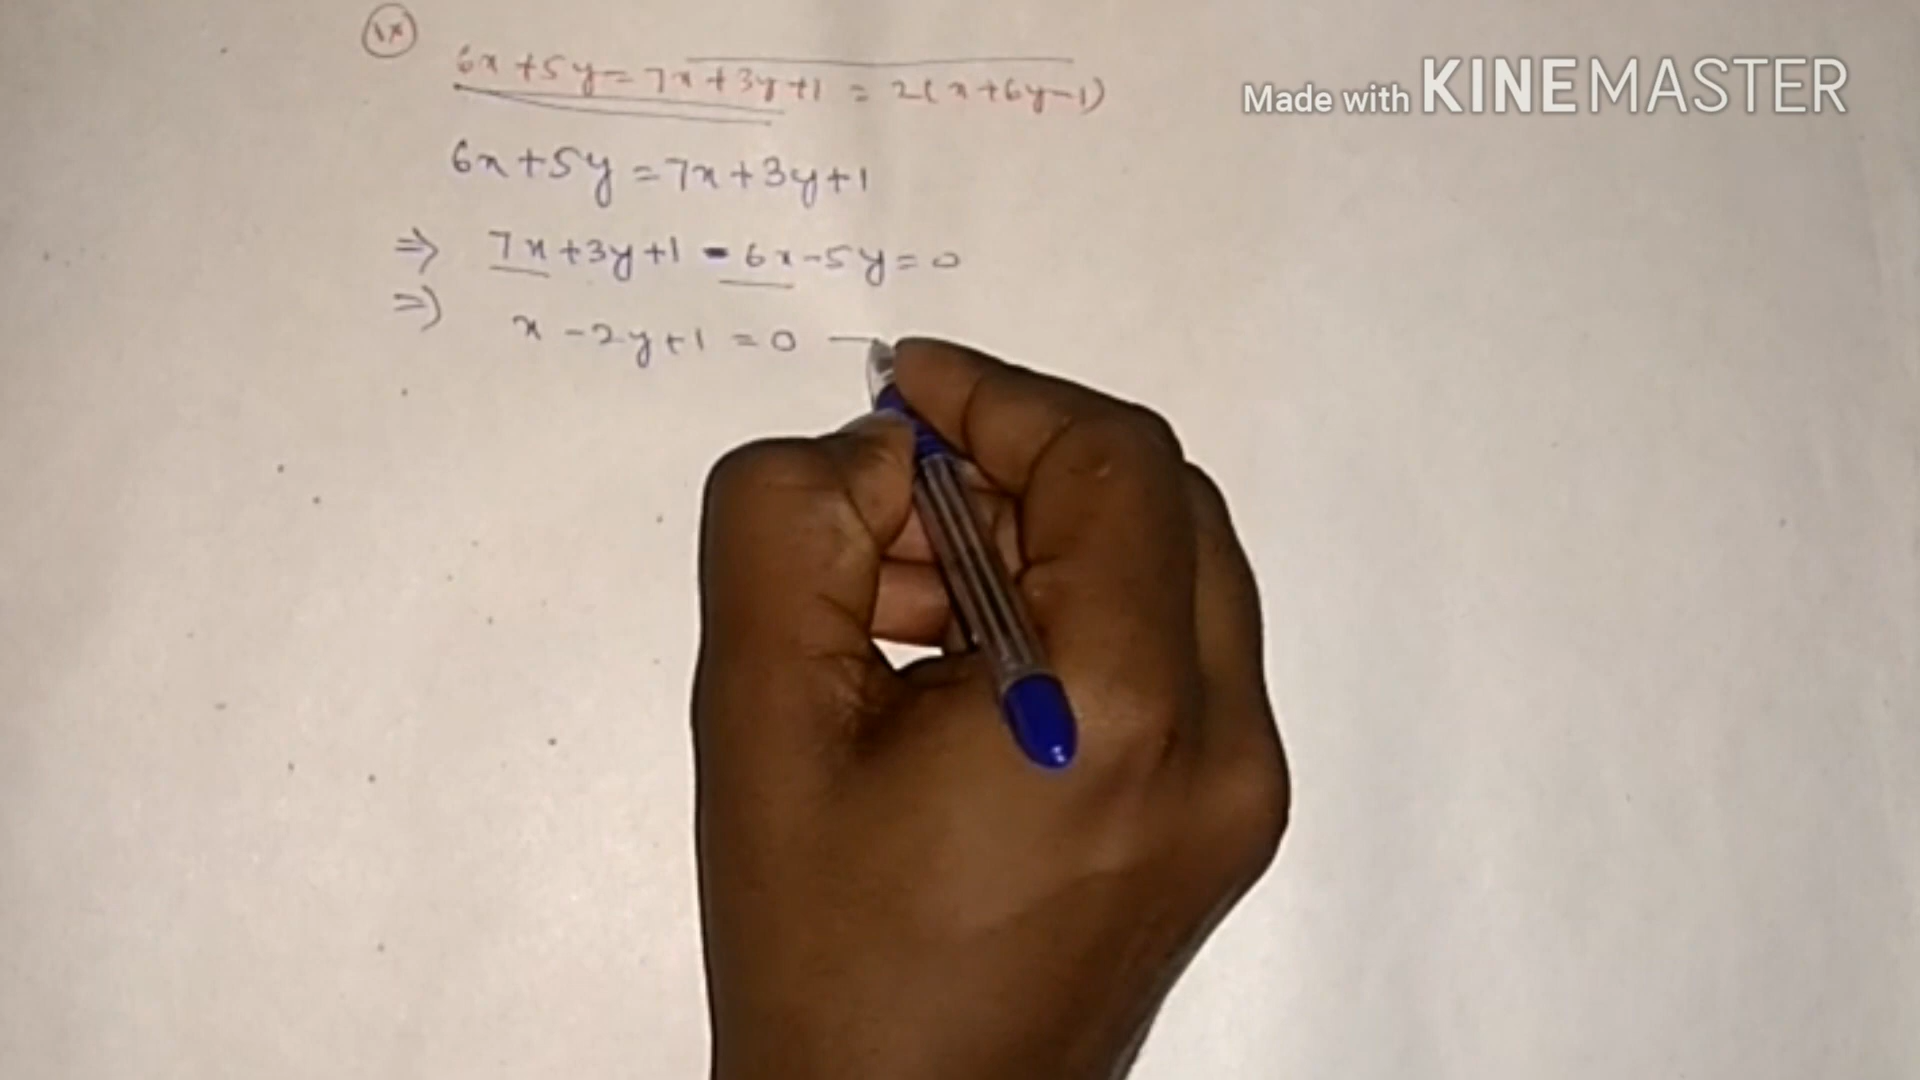 ix
6x+5y=7x+3y+1 = 2(x+6y-1)
Made with KINEMASTER
6x+5y=7x+3y+1
⇒ 7x+3y+1-6x-5y=0
⇒ x-2y+1=0